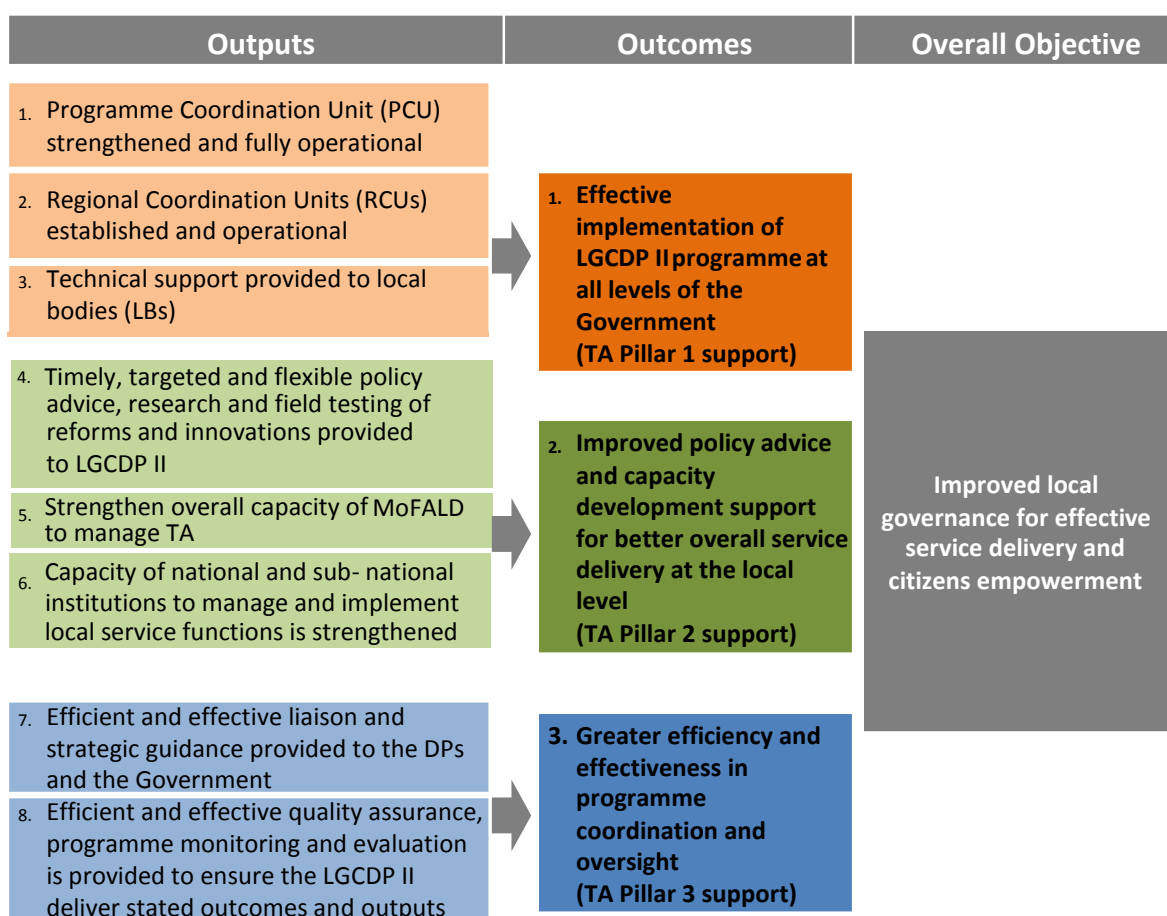 Outputs
Outcomes
Overall Objective
1. Programme Coordination Unit (PCU)
strengthened and fully operational
2. Regional Coordination Units (RCUs)
established and operational
3. Technical support provided to local
bodies (LBs)
1. Effective
implementation of
LGCDP II programme at
all levels of the
Government
(TA Pillar 1 support)
4. Timely, targeted and flexible policy
advice, research and field testing of
reforms and innovations provided
to LGCDP II
5. Strengthen overall capacity of MoFALD
to manage TA
6. Capacity of national and sub- national
institutions to manage and implement
local service functions is strengthened
2. Improved policy advice
and capacity
development support
for better overall service
delivery at the local
level
(TA Pillar 2 support)
7. Efficient and effective liaison and
strategic guidance provided to the DPs
and the Government
8. Efficient and effective quality assurance,
programme monitoring and evaluation
is provided to ensure the LGCDP II
deliver stated outcomes and outputs
3. Greater efficiency and
effectiveness in
programme
coordination and
oversight
(TA Pillar 3 support)
Improved local
governance for effective
service delivery and
citizens empowerment